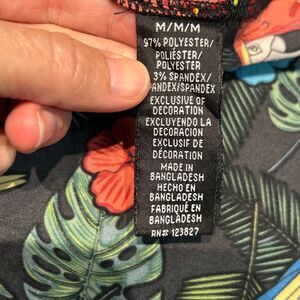 M/M/M
97% POLYESTER/
POLIÉSTER/
POLYESTER
3% SPANDEX/
ANDEX/SPANDEX
EXCLUSIVE OF
DECORATION
EXCLUYENDO LA
DECORACION
EXCLUSIF DE
DÉCORATION
MADE IN
BANGLADESH
HECHO EN
BANGLADESH
FABRIQUÉ EN
BANGLADESH
RN# 123827